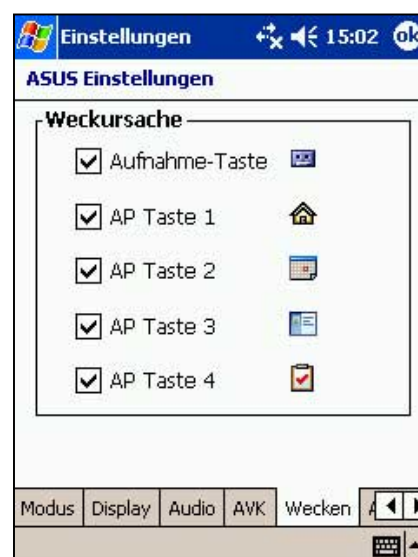 Einstellungen 15:02 ok
ASUS Einstellungen
Weckursache
Aufnahme-Taste
AP Taste 1
AP Taste 2
AP Taste 3
AP Taste 4
Modus Display Audio AVK Wecken